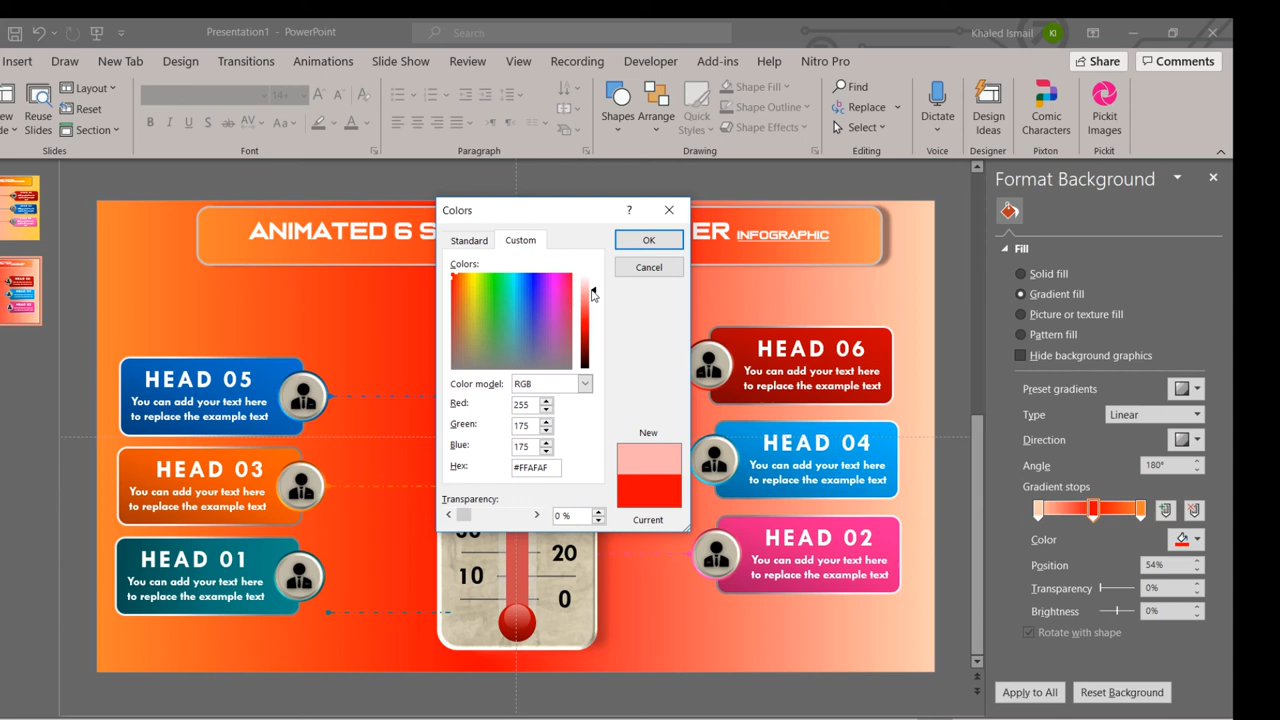 Presentation1 - PowerPoint
Search
Khaled Ismail
KI
Insert
Draw
New Tab
Design
Transitions
Animations
Slide Show
Review
View
Recording
Developer
Add-ins
Help
Nitro Pro
Share
Comments
Reuse
Slides
Layout
Reset
Section
Slides
Font
Paragraph
Shapes
Arrange
Quick
Styles
Shape Fill
Shape Outline
Shape Effects
Drawing
Find
Replace
Select
Editing
Dictate
Voice
Design
Ideas
Designer
Comic
Characters
Pixton
Pickit
Images
Pickit
ANIMATED 6 S
ER INFOGRAPHIC
HEAD 05
You can add your text here
to replace the example text
HEAD 03
You can add your text here
to replace the example text
HEAD 01
You can add your text here
to replace the example text
HEAD 06
You can add your text here
to replace the example text
HEAD 04
You can add your text here
to replace the example text
HEAD 02
You can add your text here
to replace the example text
20
10
0
Colors
?
Standard
Custom
OK
Cancel
Colors:
Color model:
RGB
Red:
255
Green:
175
Blue:
175
Hex:
#FFAFAF
Transparency:
0 %
New
Current
Format Background
Fill
Solid fill
Gradient fill
Picture or texture fill
Pattern fill
Hide background graphics
Preset gradients
Type
Linear
Direction
Angle
180°
Gradient stops
Color
Position
54%
Transparency
0%
Brightness
0%
Rotate with shape
Apply to All
Reset Background